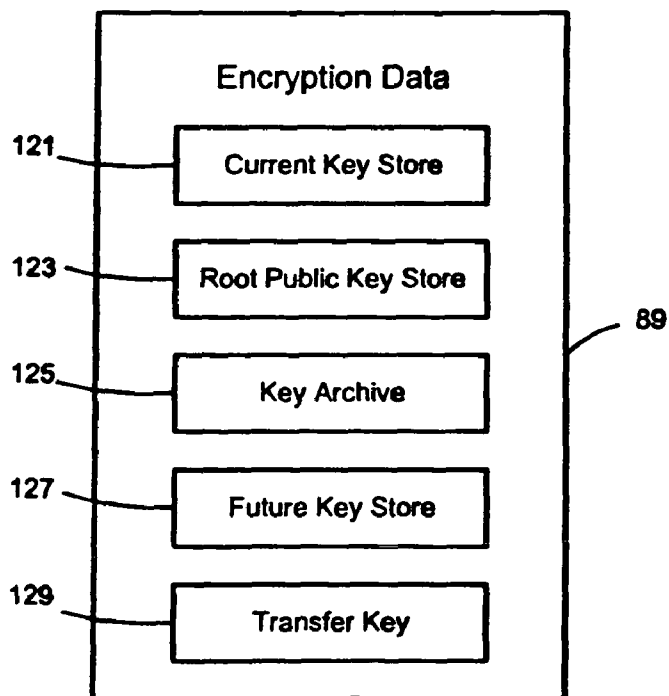 Encryption Data
121
Current Key Store
123
Root Public Key Store
89
125
Key Archive
127
Future Key Store
129
Transfer Key